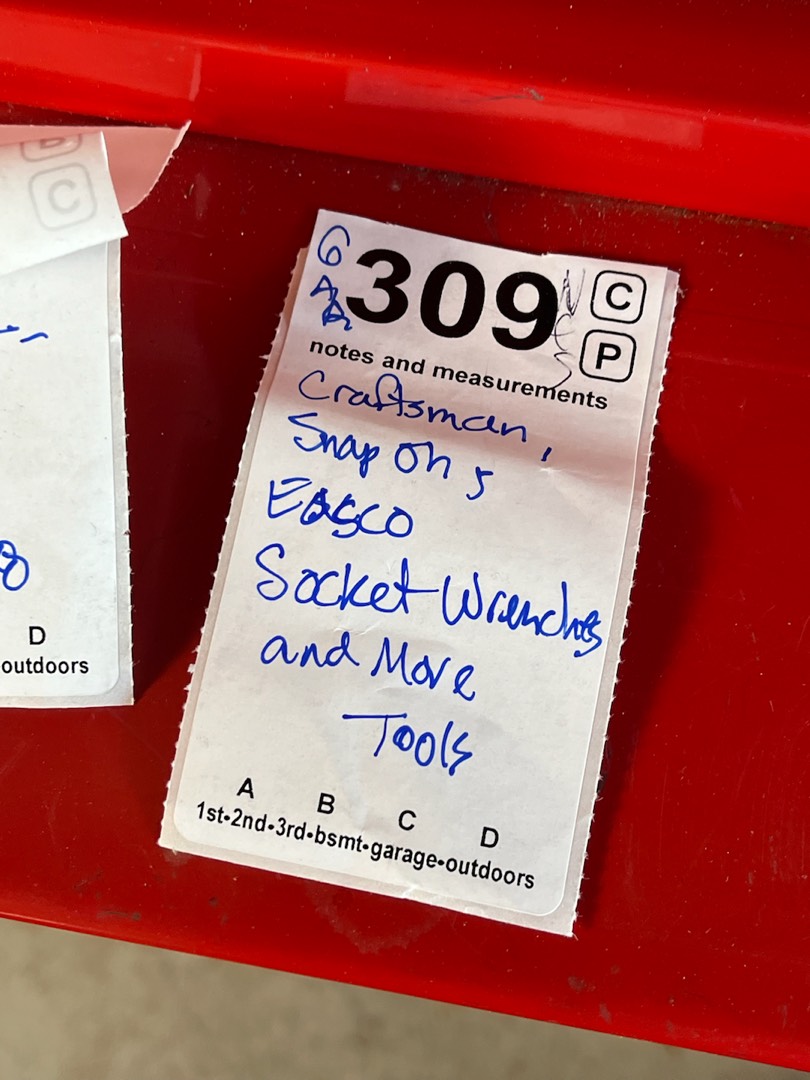 C
G
A
R
309
C
P
notes and measurements
Craftsman,
Snap On,
Easco
Socket Wrenches
and More
Tools
A B C D
1st•2nd•3rd•bsmt•garage•outdoors
D
outdoors